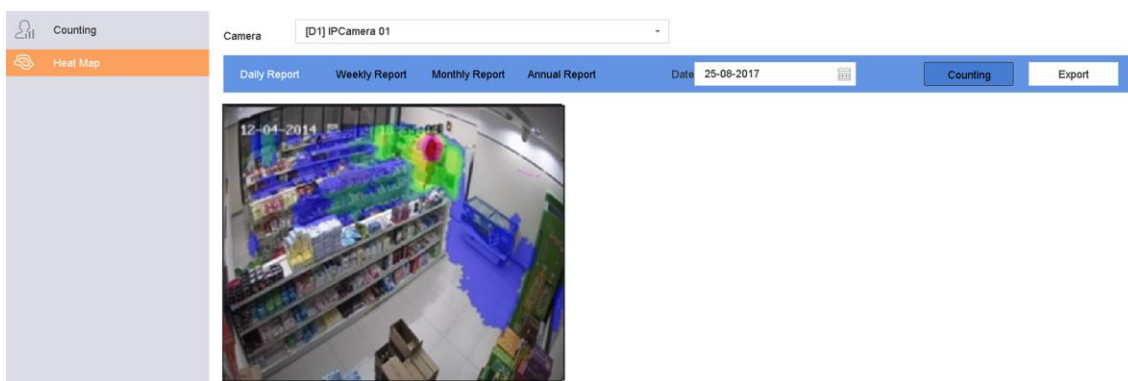 Counting
Camera [D1] IPCamera 01
Heat Map
Daily Report Weekly Report Monthly Report Annual Report Date 25-08-2017 Counting Export
12-04-2014